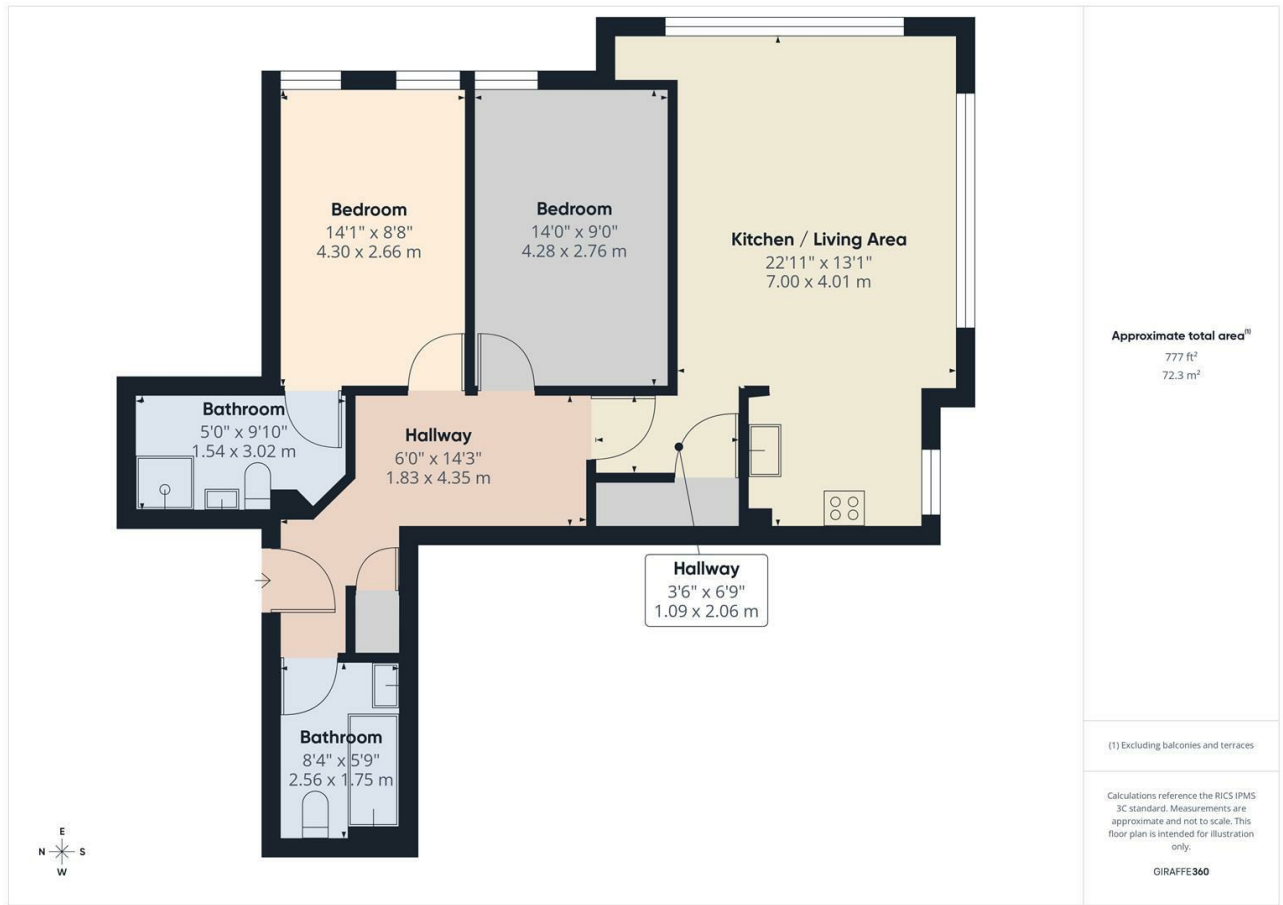 Bedroom
14'1" x 8'8"
4.30 x 2.66 m
Bedroom
14'0" x 9'0"
4.28 x 2.76 m
Kitchen / Living Area
22'11" x 13'1"
7.00 x 4.01 m
Bathroom
5'0" x 9'10"
1.54 x 3.02 m
Hallway
6'0" x 14'3"
1.83 x 4.35 m
Hallway
3'6" x 6'9"
1.09 x 2.06 m
Bathroom
8'4" x 5'9"
2.56 x 1.75 m
E
N S
W
Approximate total area(1)
777 ft²
72.3 m²
(1) Excluding balconies and terraces
Calculations reference the RICS IPMS
3C standard. Measurements are
approximate and not to scale. This
floor plan is intended for illustration
only.
GIRAFFE360